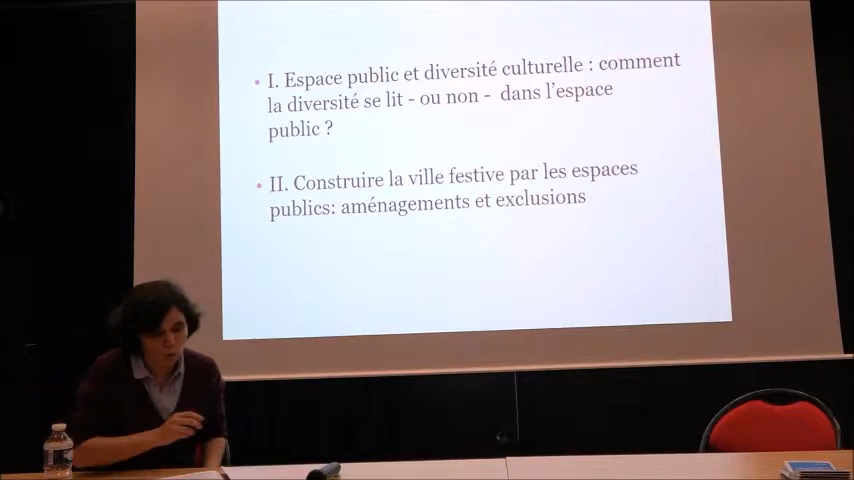 • I. Espace public et diversité culturelle : comment
la diversité se lit - ou non - dans l'espace
public ?
• II. Construire la ville festive par les espaces
publics: aménagements et exclusions